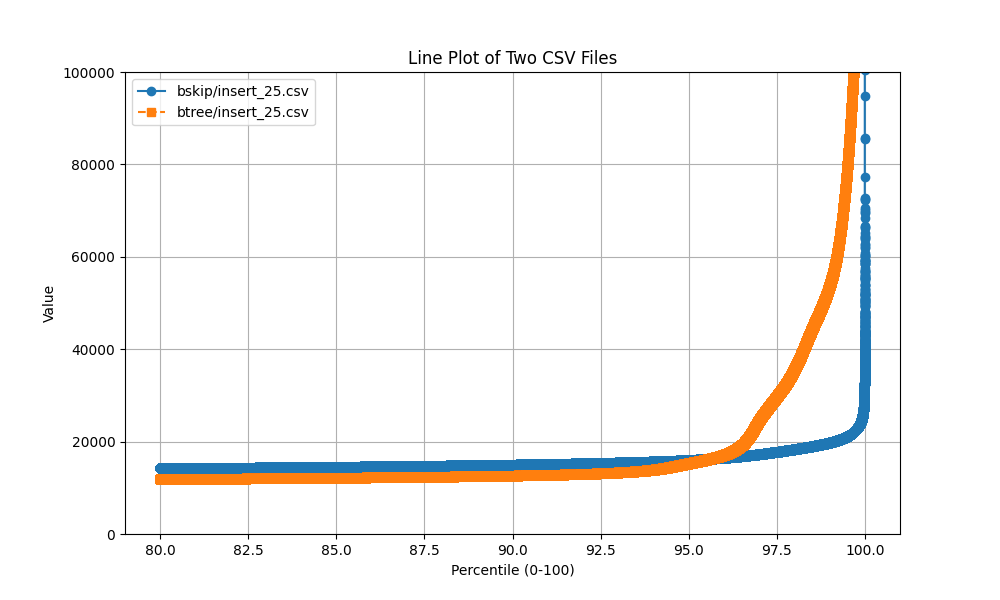 Line Plot of Two CSV Files
bskip/insert_25.csv
btree/insert_25.csv
Value
100000
80000
60000
40000
20000
0
80.0 82.5 85.0 87.5 90.0 92.5 95.0 97.5 100.0
Percentile (0-100)